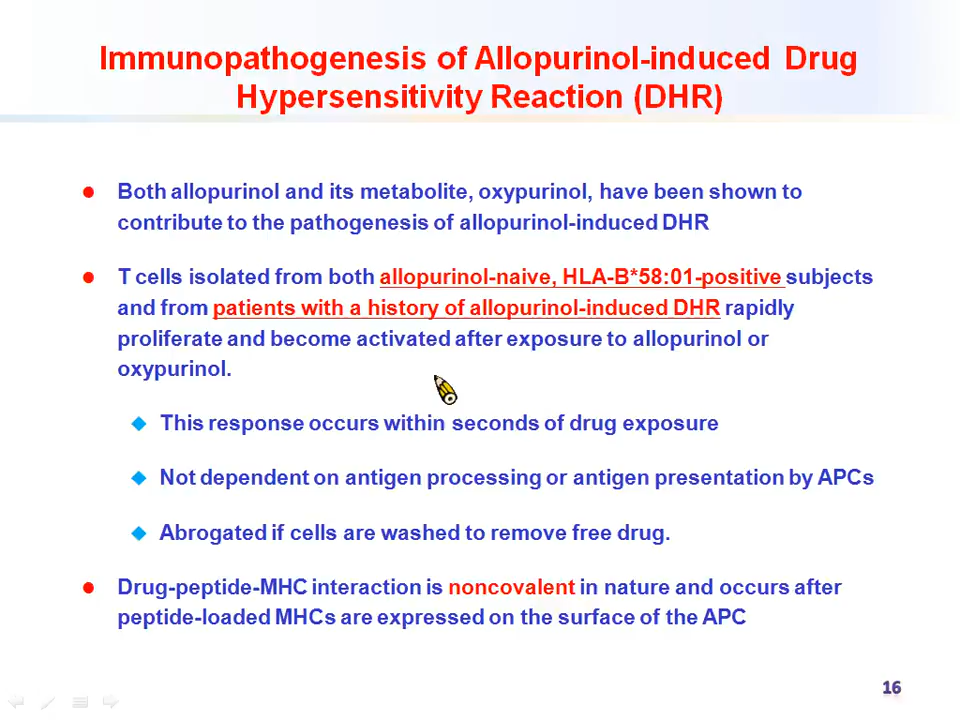 Immunopathogenesis of Allopurinol-induced Drug
Hypersensitivity Reaction (DHR)
Both allopurinol and its metabolite, oxypurinol, have been shown to
contribute to the pathogenesis of allopurinol-induced DHR
T cells isolated from both allopurinol-naive, HLA-B*58:01-positive subjects
and from patients with a history of allopurinol-induced DHR rapidly
proliferate and become activated after exposure to allopurinol or
oxypurinol.
This response occurs within seconds of drug exposure
Not dependent on antigen processing or antigen presentation by APCs
Abrogated if cells are washed to remove free drug.
Drug-peptide-MHC interaction is noncovalent in nature and occurs after
peptide-loaded MHCs are expressed on the surface of the APC
16